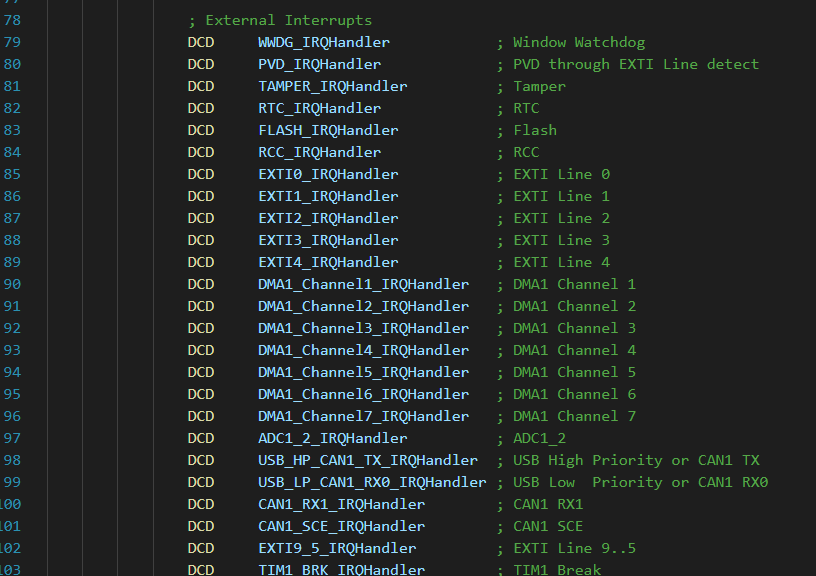 78 ; External Interrupts
79 DCD WWDG_IRQHandler ; Window Watchdog
80 DCD PVD_IRQHandler ; PVD through EXTI Line detect
81 DCD TAMPER_IRQHandler ; Tamper
82 DCD RTC_IRQHandler ; RTC
83 DCD FLASH_IRQHandler ; Flash
84 DCD RCC_IRQHandler ; RCC
85 DCD EXTI0_IRQHandler ; EXTI Line 0
86 DCD EXTI1_IRQHandler ; EXTI Line 1
87 DCD EXTI2_IRQHandler ; EXTI Line 2
88 DCD EXTI3_IRQHandler ; EXTI Line 3
89 DCD EXTI4_IRQHandler ; EXTI Line 4
90 DCD DMA1_Channel1_IRQHandler ; DMA1 Channel 1
91 DCD DMA1_Channel2_IRQHandler ; DMA1 Channel 2
92 DCD DMA1_Channel3_IRQHandler ; DMA1 Channel 3
93 DCD DMA1_Channel4_IRQHandler ; DMA1 Channel 4
94 DCD DMA1_Channel5_IRQHandler ; DMA1 Channel 5
95 DCD DMA1_Channel6_IRQHandler ; DMA1 Channel 6
96 DCD DMA1_Channel7_IRQHandler ; DMA1 Channel 7
97 DCD ADC1_2_IRQHandler ; ADC1_2
98 DCD USB_HP_CAN1_TX_IRQHandler ; USB High Priority or CAN1 TX
99 DCD USB_LP_CAN1_RX0_IRQHandler ; USB Low  Priority or CAN1 RX0
100 DCD CAN1_RX1_IRQHandler ; CAN1 RX1
101 DCD CAN1_SCE_IRQHandler ; CAN1 SCE
102 DCD EXTI9_5_IRQHandler ; EXTI Line 9..5
103 DCD TIM1_BRK_IRQHandler ; TIM1 Break